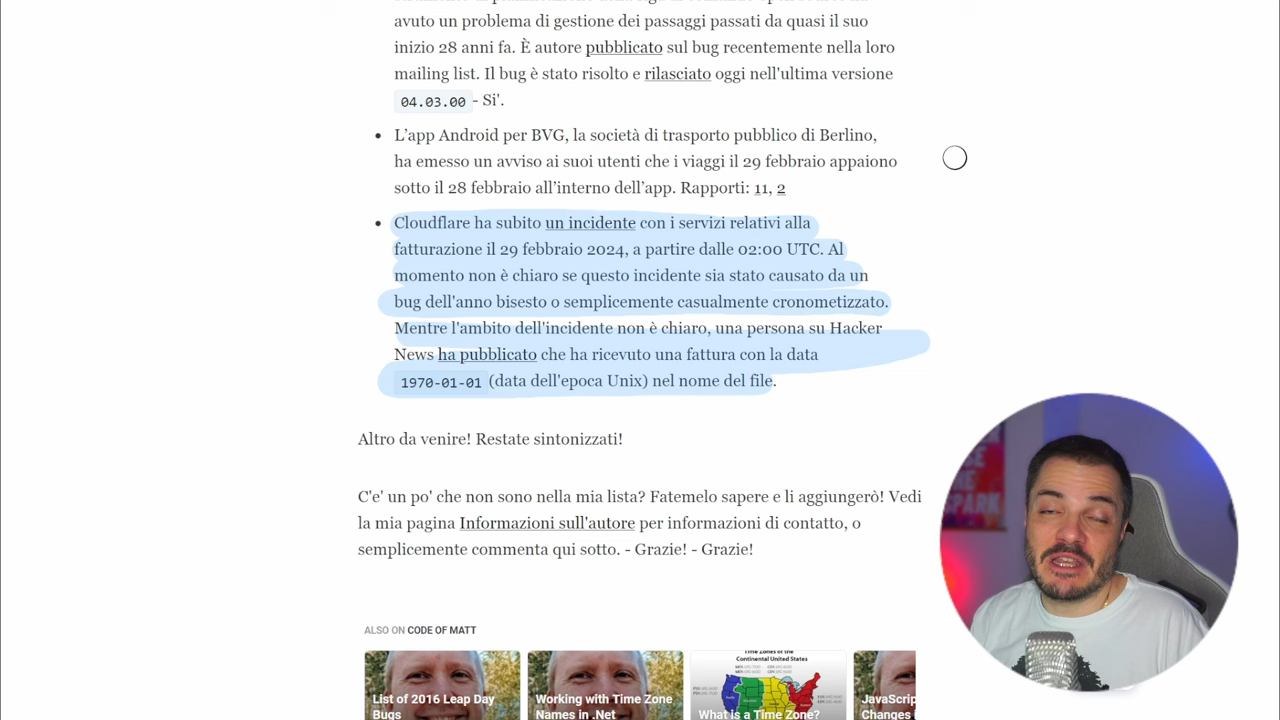 avuto un problema di gestione dei passaggi passati da quasi il suo
inizio 28 anni fa. È autore pubblicato sul bug recentemente nella loro
mailing list. Il bug è stato risolto e rilasciato oggi nell'ultima versione
04.03.00 - Si'.
L’app Android per BVG, la società di trasporto pubblico di Berlino,
ha emesso un avviso ai suoi utenti che i viaggi il 29 febbraio appaiono
sotto il 28 febbraio all’interno dell’app. Rapporti: 11, 2
Cloudflare ha subito un incidente con i servizi relativi alla
fatturazione il 29 febbraio 2024, a partire dalle 02:00 UTC. Al
momento non è chiaro se questo incidente sia stato causato da un
bug dell'anno bisesto o semplicemente casualmente cronometizzato.
Mentre l'ambito dell'incidente non è chiaro, una persona su Hacker
News ha pubblicato che ha ricevuto una fattura con la data
1970-01-01 (data dell'epoca Unix) nel nome del file.
Altro da venire! Restate sintonizzati!
C'e' un po' che non sono nella mia lista? Fatemelo sapere e li aggiungerò! Vedi
la mia pagina Informazioni sull'autore per informazioni di contatto, o
semplicemente commenta qui sotto. - Grazie! - Grazie!
ALSO ON CODE OF MATT
List of 2016 Leap Day
Bugs
Working with Time Zone
Names in .Net
Time Zones of the
Continental United States
What is a Time Zone?
JavaScrip
Changes i